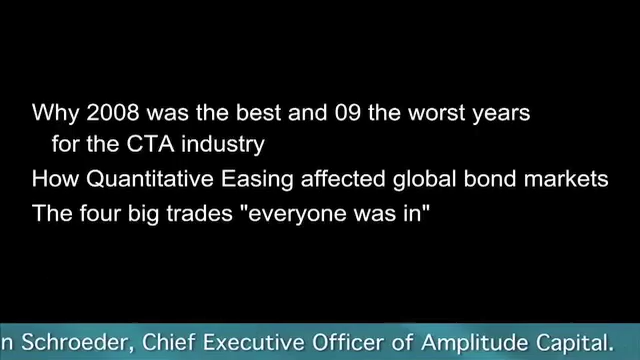 Why 2008 was the best and 09 the worst years
for the CTA industry
How Quantitative Easing affected global bond markets
The four big trades "everyone was in"
n Schroeder, Chief Executive Officer of Amplitude Capital.